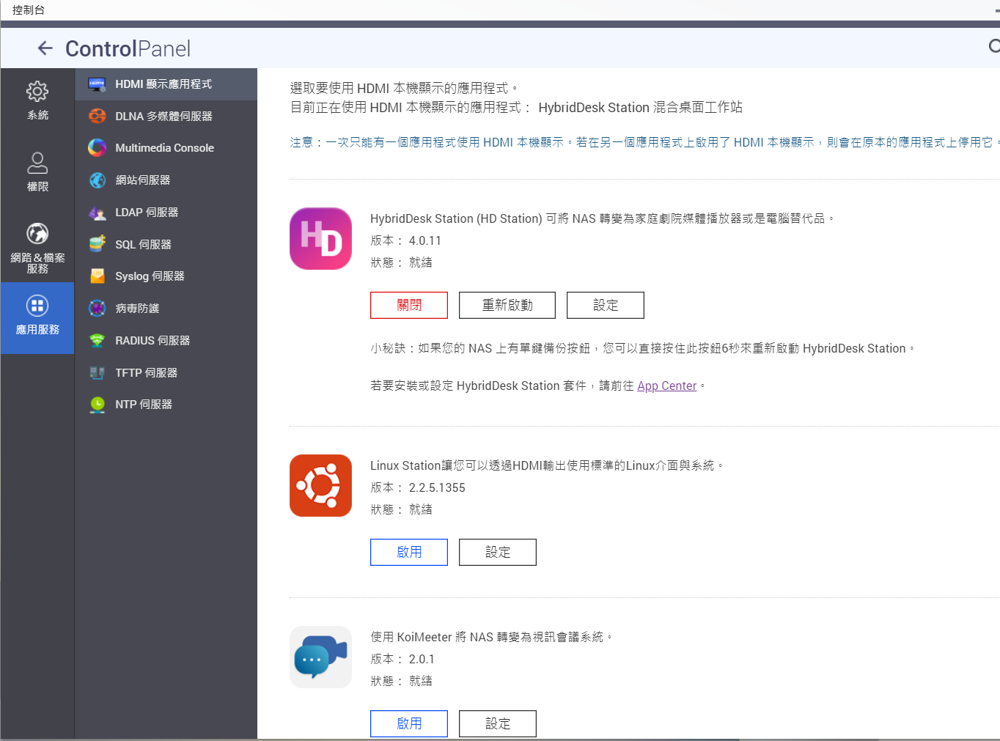 控制台
ControlPanel
系統
權限
網路＆檔案
服務
應用服務
HDMI 顯示應用程式
DLNA 多媒體伺服器
Multimedia Console
網站伺服器
LDAP 伺服器
SQL 伺服器
Syslog 伺服器
病毒防護
RADIUS 伺服器
TFTP 伺服器
NTP 伺服器
選取要使用 HDMI 本機顯示的應用程式。
目前正在使用 HDMI 本機顯示的應用程式： HybridDesk Station 混合桌面工作站
注意：一次只能有一個應用程式使用 HDMI 本機顯示。若在另一個應用程式上啟用了 HDMI 本機顯示，則會在原本的應用程式上停用它。
HD
HybridDesk Station (HD Station) 可將 NAS 轉變為家庭劇院媒體播放器或是電腦替代品。
版本： 4.0.11
狀態： 就緒
關閉 重新啟動 設定
小秘訣：如果您的 NAS 上有單鍵備份按鈕，您可以直接按住此按鈕6秒來重新啟動 HybridDesk Station。
若要安裝或設定 HybridDesk Station 套件，請前往 App Center。
Linux Station讓您可以透過HDMI輸出使用標準的Linux介面與系統。
版本： 2.2.5.1355
狀態： 就緒
啟用 設定
使用 KoiMeeter 將 NAS 轉變為視訊會議系統。
版本： 2.0.1
狀態： 就緒
啟用 設定